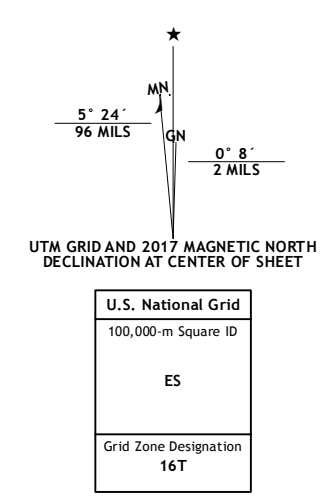 ★
MN.
5° 24´
96 MILS
GN
0° 8´
2 MILS
UTM GRID AND 2017 MAGNETIC NORTH
DECLINATION AT CENTER OF SHEET
U.S. National Grid
100,000-m Square ID
ES
Grid Zone Designation
16T